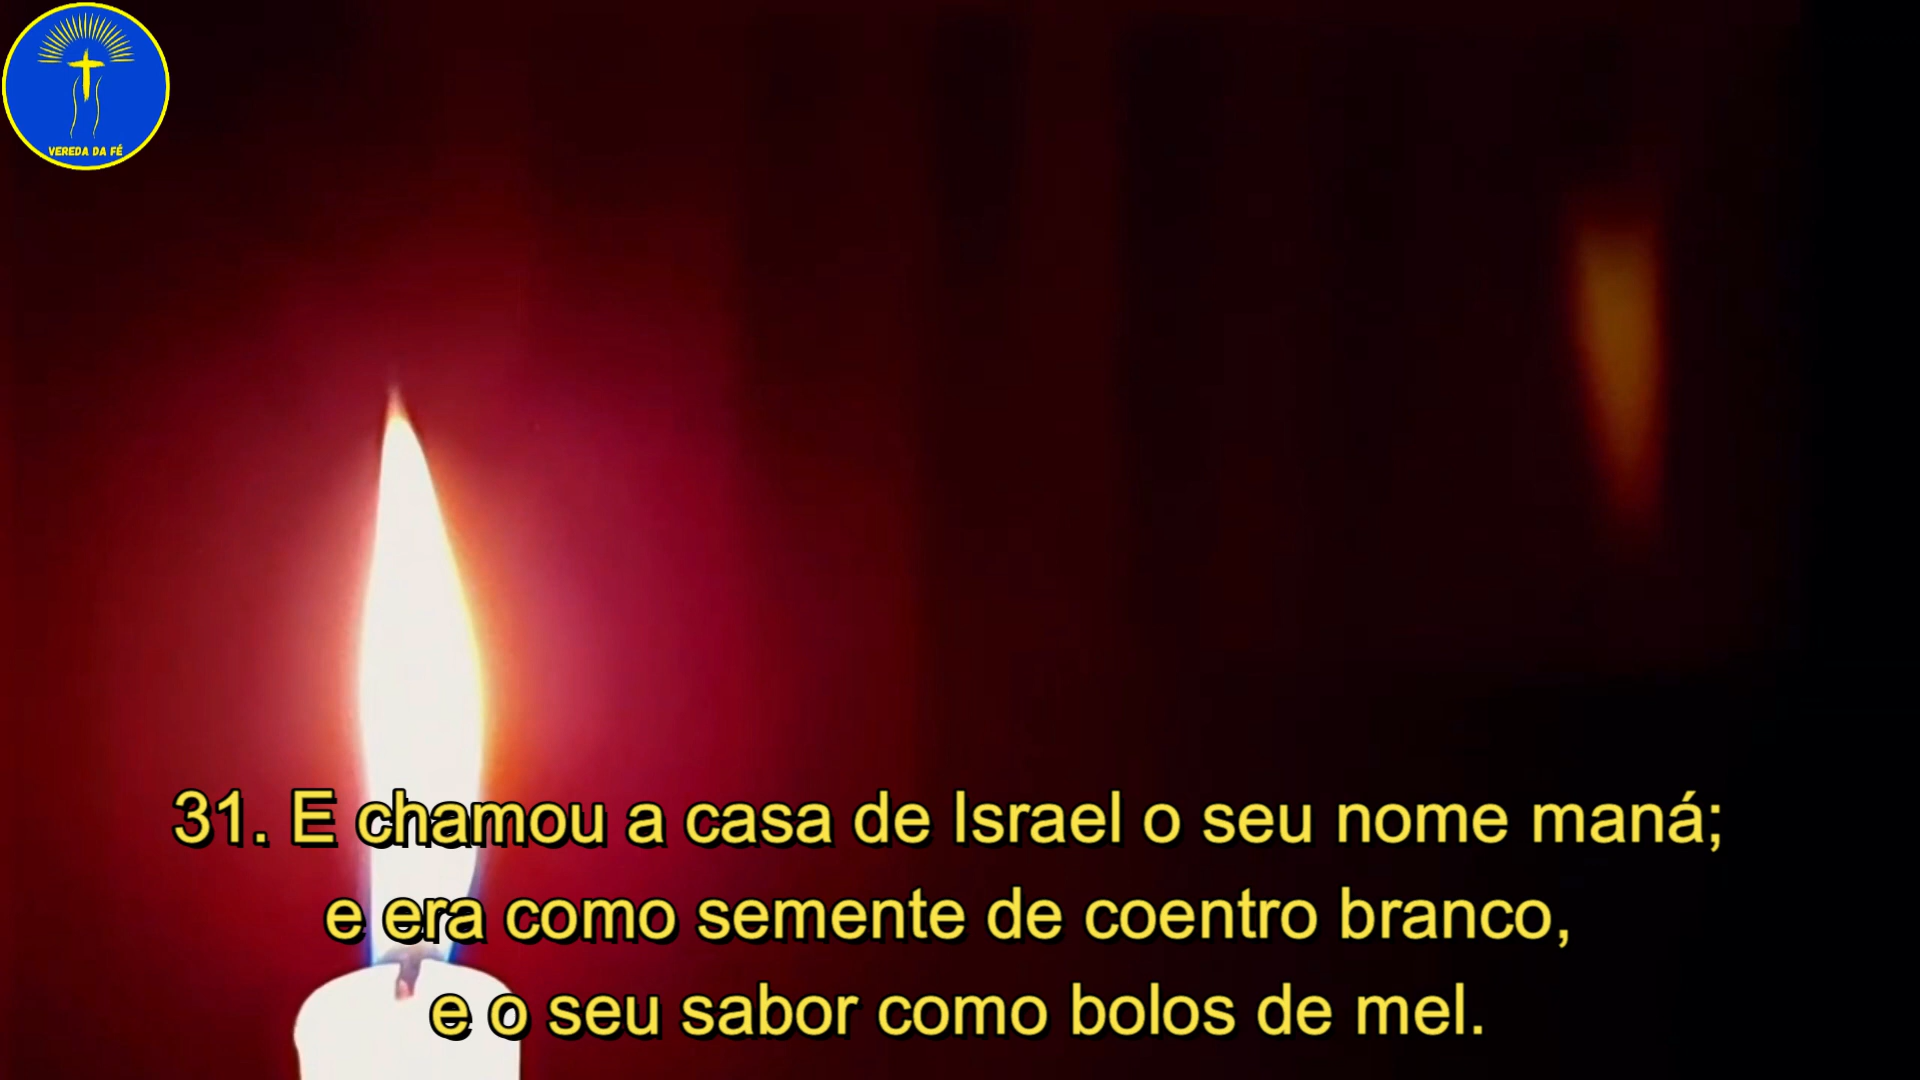 VEREDA DA FÉ
31. E chamou a casa de Israel o seu nome maná;
e era como semente de coentro branco,
e o seu sabor como bolos de mel.